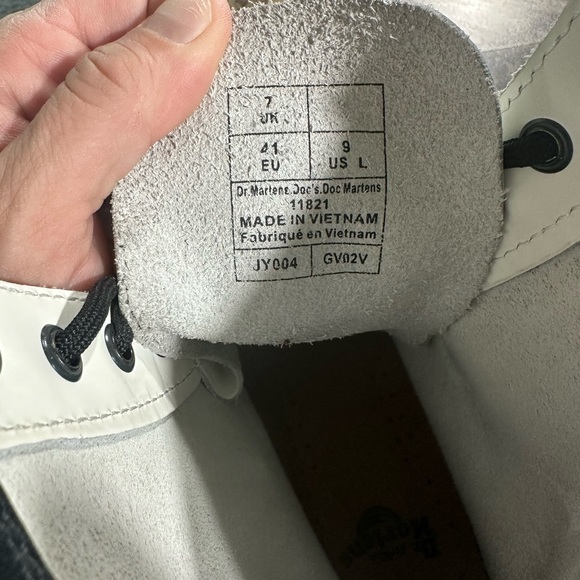 7
UK
41 9
EU US L
Dr.Martens.Doc's.Doc Martens
11821
MADE IN VIETNAM
Fabriqué en Vietnam
JY004 GV02V